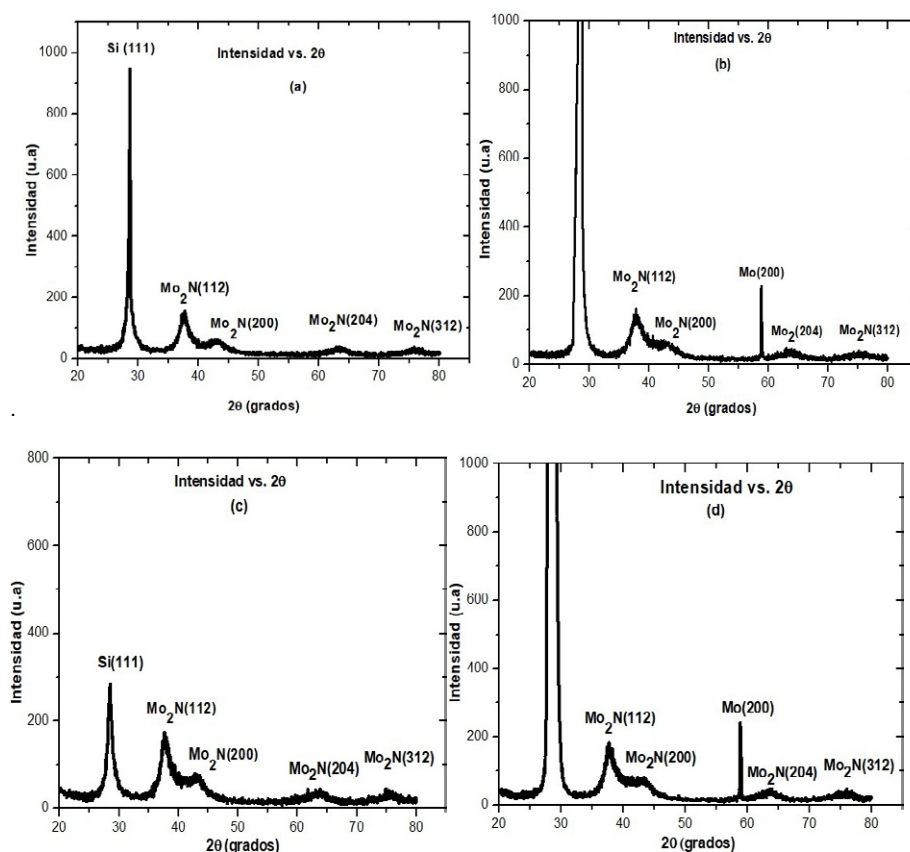 Intensidad vs. 2θ
(a)
Si (111)
Mo2N(112)
Mo2N(200)
Mo2N(204)
Mo2N(312)
1000
800
600
400
200
0
20 30 40 50 60 70 80
Intensidad (u.a)
2θ (grados)
Intensidad vs. 2θ
(b)
Mo2N(112)
Mo2N(200)
Mo(200)
Mo2(204)
Mo2N(312)
1000
800
600
400
200
0
20 30 40 50 60 70 80
Intensidad (u.a)
2θ (grados)
.
Intensidad vs. 2θ
(c)
Si(111)
Mo2N(112)
Mo2N(200)
Mo2N(204)
Mo2N(312)
800
600
400
200
0
20 30 40 50 60 70 80
Intensidad (u.a)
2θ(grados)
Intensidad vs. 2θ
(d)
Mo2N(112)
Mo2N(200)
Mo(200)
Mo2N(204)
Mo2N(312)
1000
800
600
400
200
0
20 30 40 50 60 70 80
Intensidad (u.a)
2θ (grados)